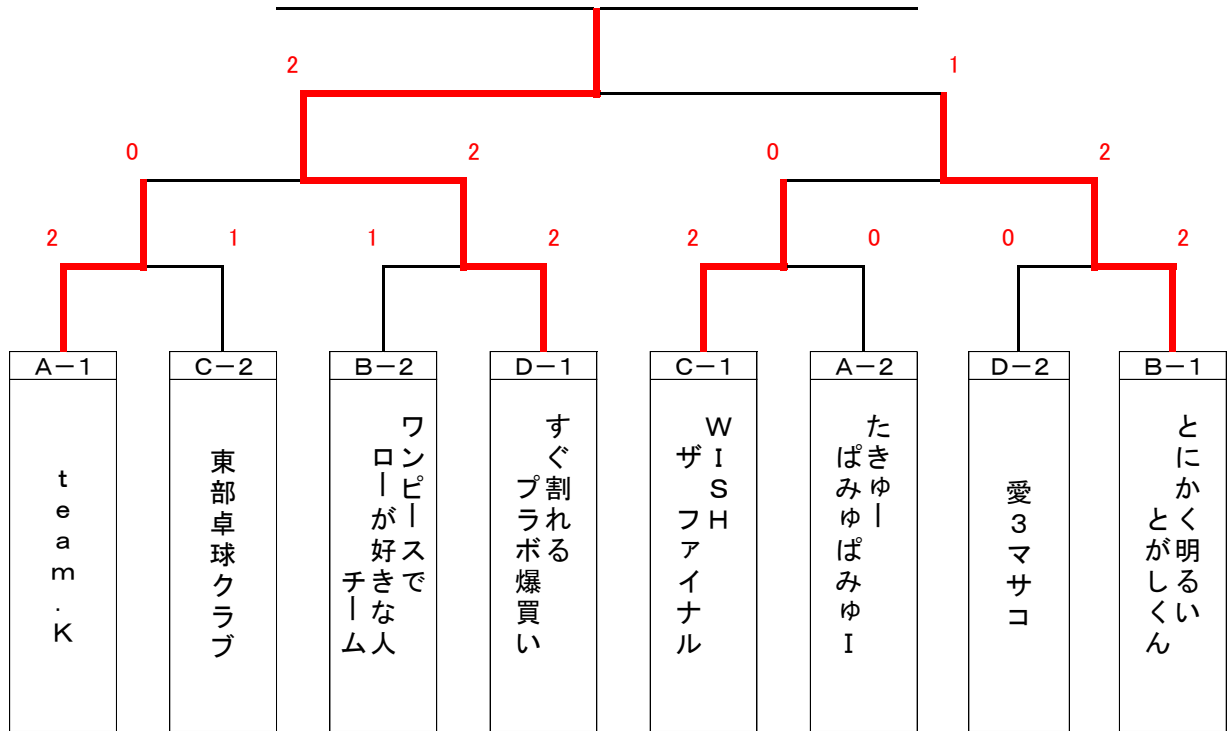 2
1
0
2
0
2
2
1
1
2
2
0
0
2
A-1
C-2
B-2
D-1
C-1
A-2
D-2
B-1
team.K
東部卓球クラブ
ワンピースで
ローが好きな人
チーム
すぐ割れる
プラボ爆買い
WISH
ザ ファイナル
たきゅー
ぱみゅぱみゅI
愛3マサコ
とにかく明るい
とがしくん